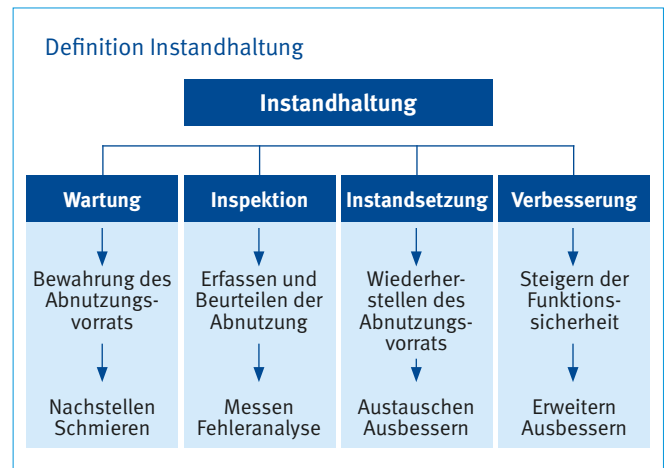 Definition Instandhaltung
Instandhaltung
Wartung
Inspektion
Instandsetzung
Verbesserung
Bewahrung des
Abnutzungs-
vorrats
Erfassen und
Beurteilen der
Abnutzung
Wiederher-
stellen des
Abnutzungs-
vorrats
Steigern der
Funktions-
sicherheit
Nachstellen
Schmieren
Messen
Fehleranalyse
Austauschen
Ausbessern
Erweitern
Ausbessern